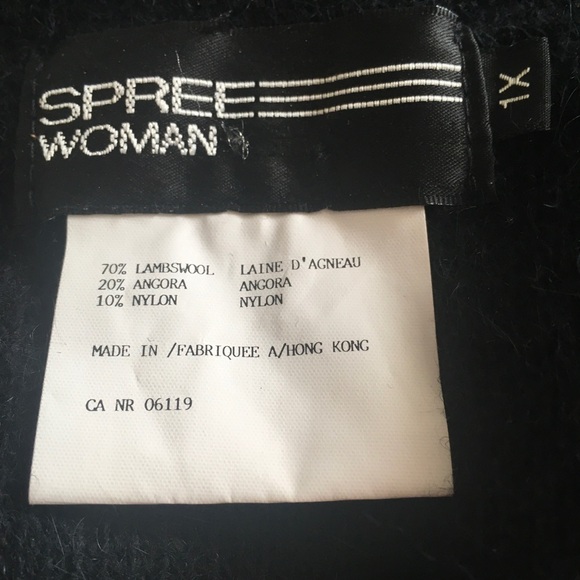 SPREE
WOMAN
1X
70% LAMBSWOOL LAINE D'AGNEAU
20% ANGORA ANGORA
10% NYLON NYLON
MADE IN /FABRIQUEE A/HONG KONG
CA NR 06119